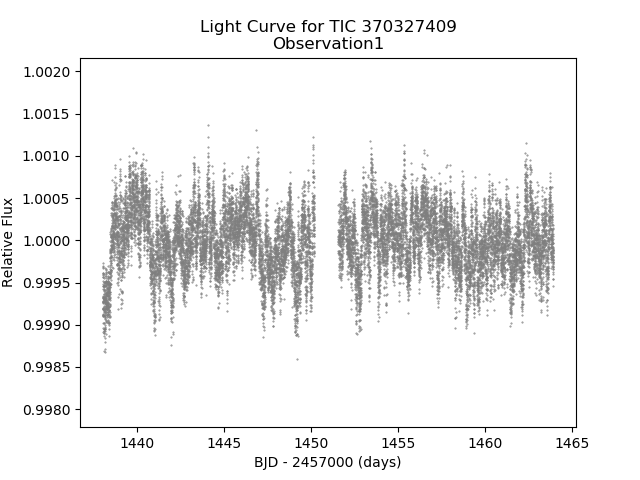 Light Curve for TIC 370327409
Observation1
1.0020
1.0015
1.0010
1.0005
1.0000
0.9995
0.9990
0.9985
0.9980
Relative Flux
1440 1445 1450 1455 1460 1465
BJD - 2457000 (days)